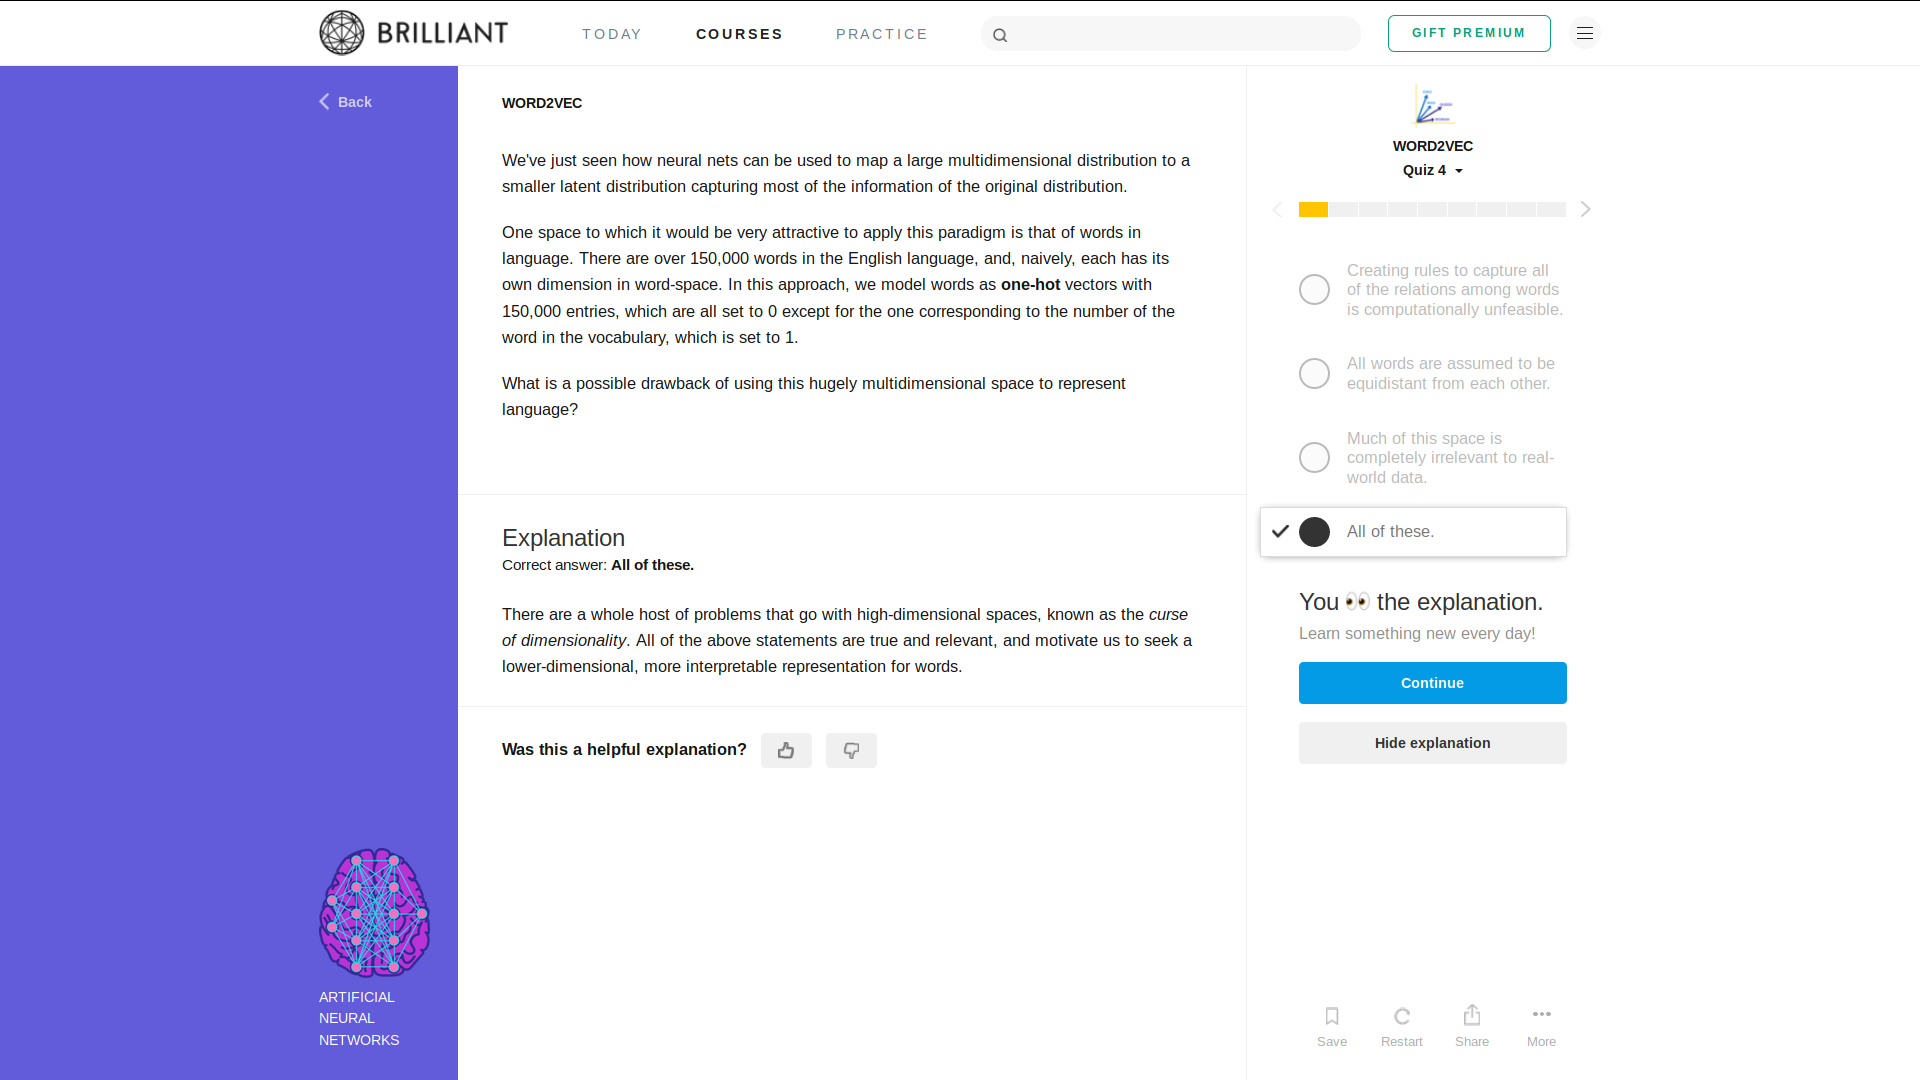 BRILLIANT
TODAY
COURSES
PRACTICE
GIFT PREMIUM
Back
WORD2VEC
We've just seen how neural nets can be used to map a large multidimensional distribution to a
smaller latent distribution capturing most of the information of the original distribution.
One space to which it would be very attractive to apply this paradigm is that of words in
language. There are over 150,000 words in the English language, and, naively, each has its
own dimension in word-space. In this approach, we model words as one-hot vectors with
150,000 entries, which are all set to 0 except for the one corresponding to the number of the
word in the vocabulary, which is set to 1.
What is a possible drawback of using this hugely multidimensional space to represent
language?
Explanation
Correct answer: All of these.
There are a whole host of problems that go with high-dimensional spaces, known as the curse
of dimensionality. All of the above statements are true and relevant, and motivate us to seek a
lower-dimensional, more interpretable representation for words.
Was this a helpful explanation?
WORD2VEC
Quiz 4
Creating rules to capture all
of the relations among words
is computationally unfeasible.
All words are assumed to be
equidistant from each other.
Much of this space is
completely irrelevant to real-
world data.
All of these.
You 👀 the explanation.
Learn something new every day!
Continue
Hide explanation
Save
Restart
Share
More
ARTIFICIAL
NEURAL
NETWORKS